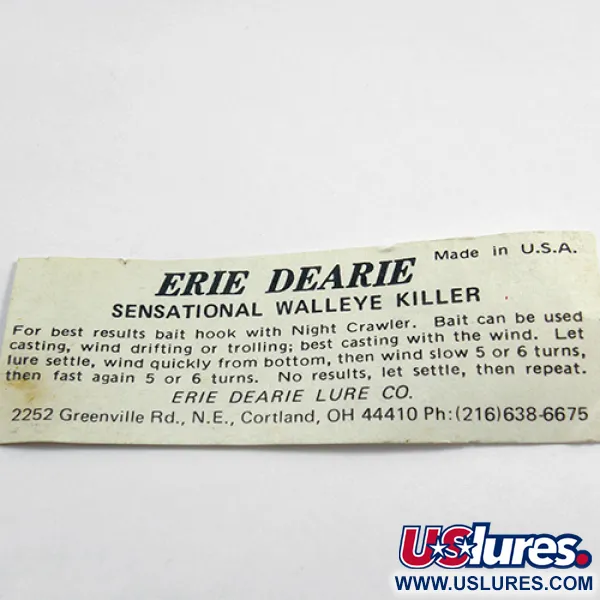 Made in U.S.A.
ERIE DEARIE
SENSATIONAL WALLEYE KILLER
For best results bait hook with Night Crawler. Bait can be used
casting, wind drifting or trolling; best casting with the wind. Let
lure settle, wind quickly from bottom, then wind slow 5 or 6 turns,
then fast again 5 or 6 turns. No results, let settle, then repeat.
ERIE DEARIE LURE CO.
2252 Greenville Rd., N.E., Cortland, OH 44410 Ph:(216)638-6675
USlures.
WWW.USLURES.COM